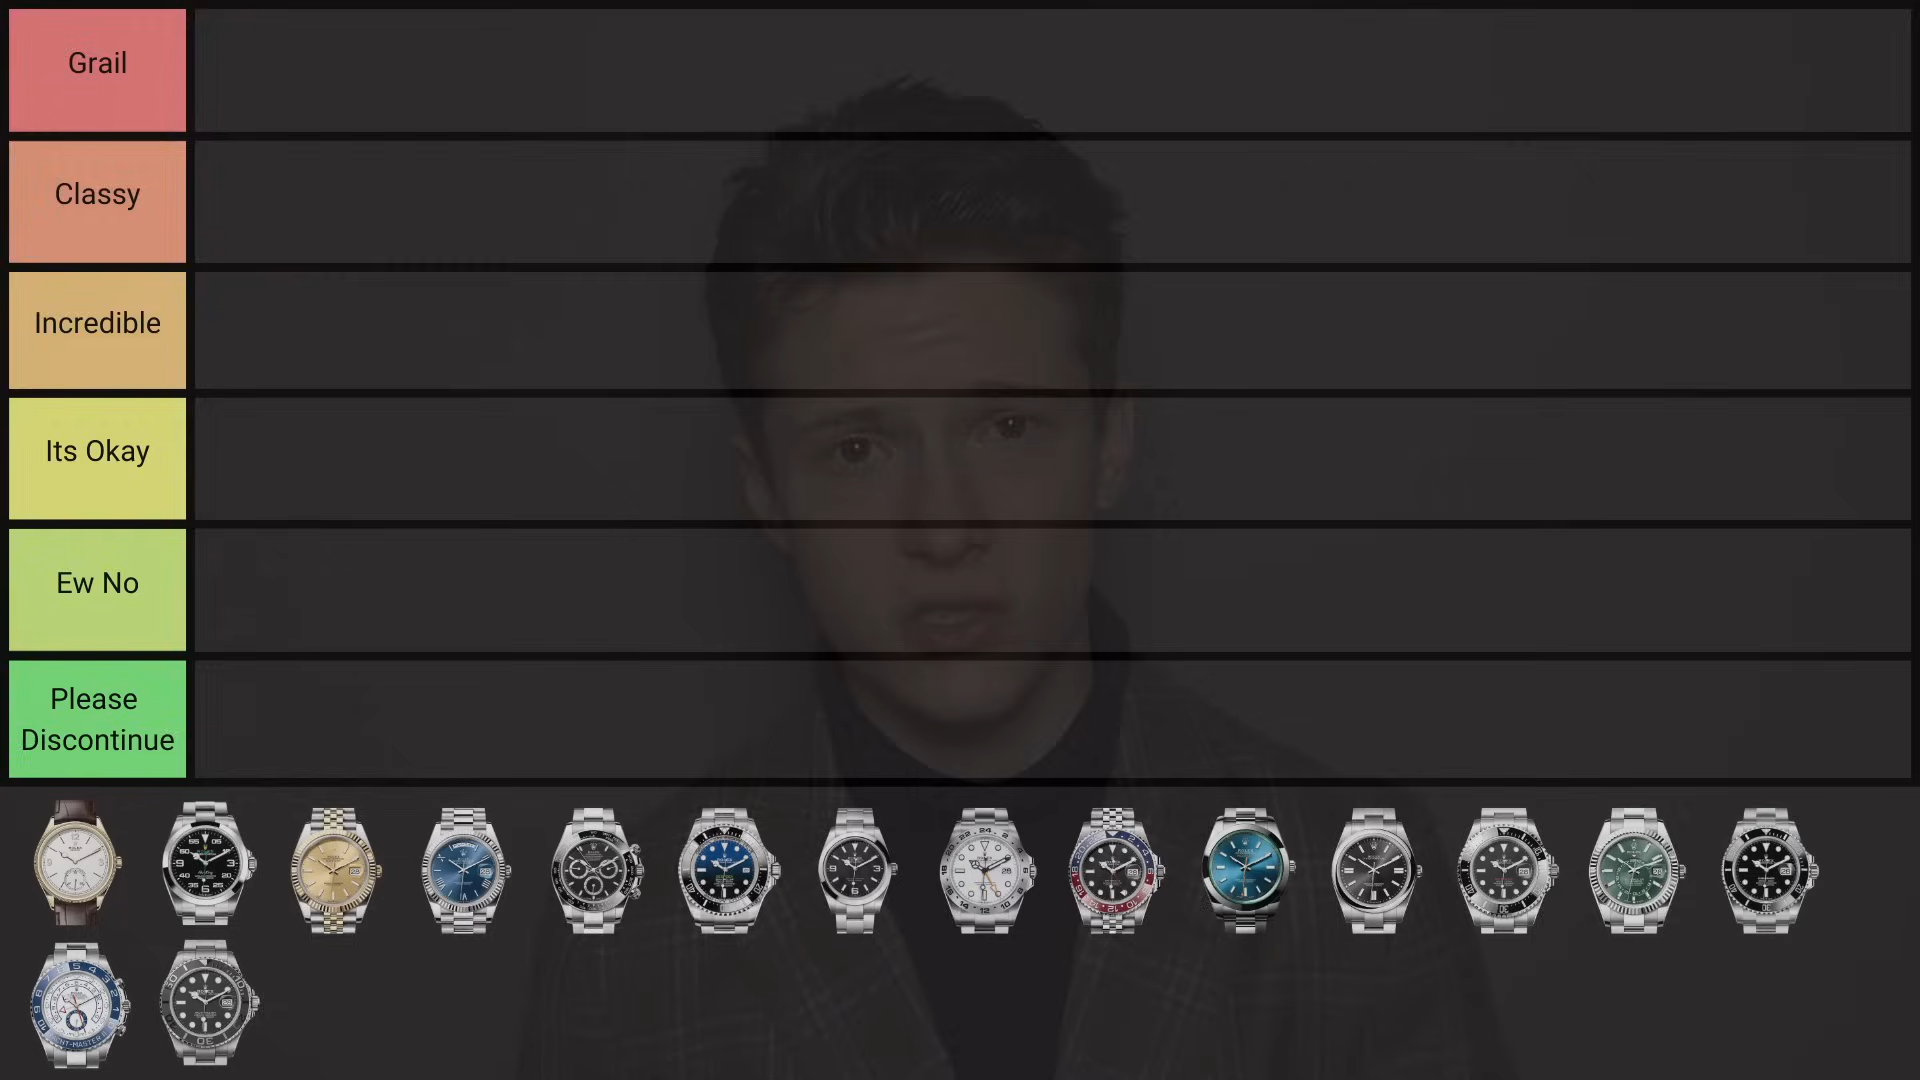 Grail
Classy
Incredible
Its Okay
Ew No
Please
Discontinue